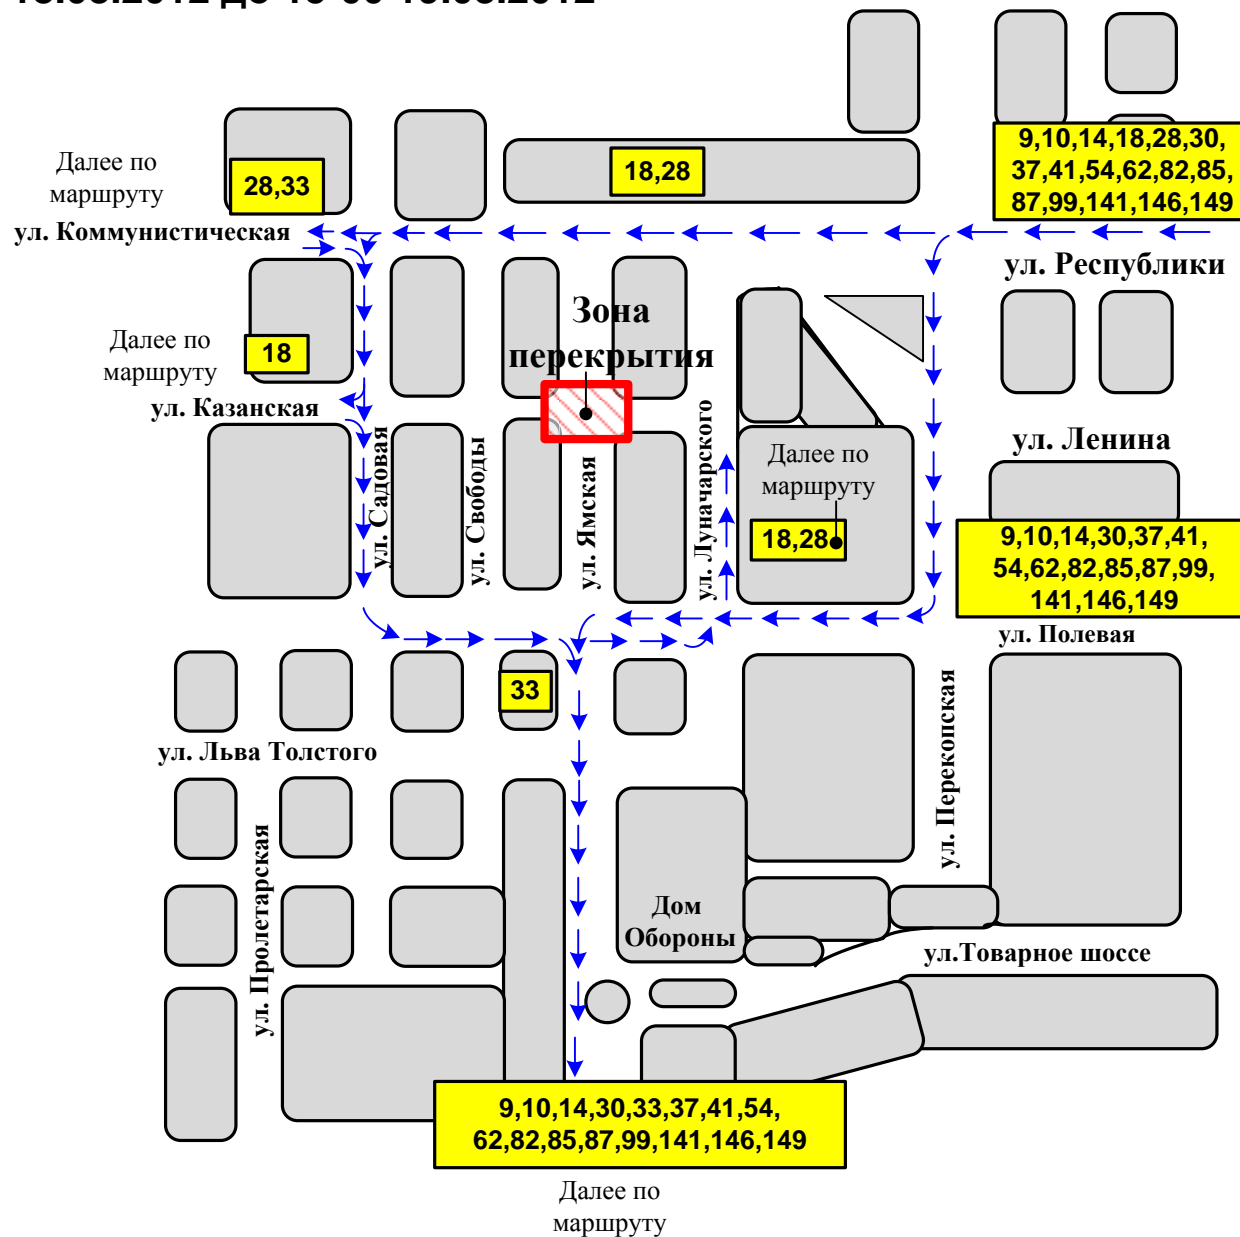 9,10,14,18,28,30,
37,41,54,62,82,85,
87,99,141,146,149
Далее по
маршруту
28,33
18,28
ул. Коммунистическая
ул. Республики
Зона
перекрытия
Далее по
маршруту
18
ул. Казанская
ул. Садовая
ул. Свободы
ул. Ямская
ул. Луначарского
Далее по
маршруту
18,28
ул. Ленина
9,10,14,30,37,41,
54,62,82,85,87,99,
141,146,149
ул. Полевая
33
ул. Льва Толстого
ул. Перекопская
ул. Пролетарская
Дом
Обороны
ул.Товарное шоссе
9,10,14,30,33,37,41,54,
62,82,85,87,99,141,146,149
Далее по
маршруту